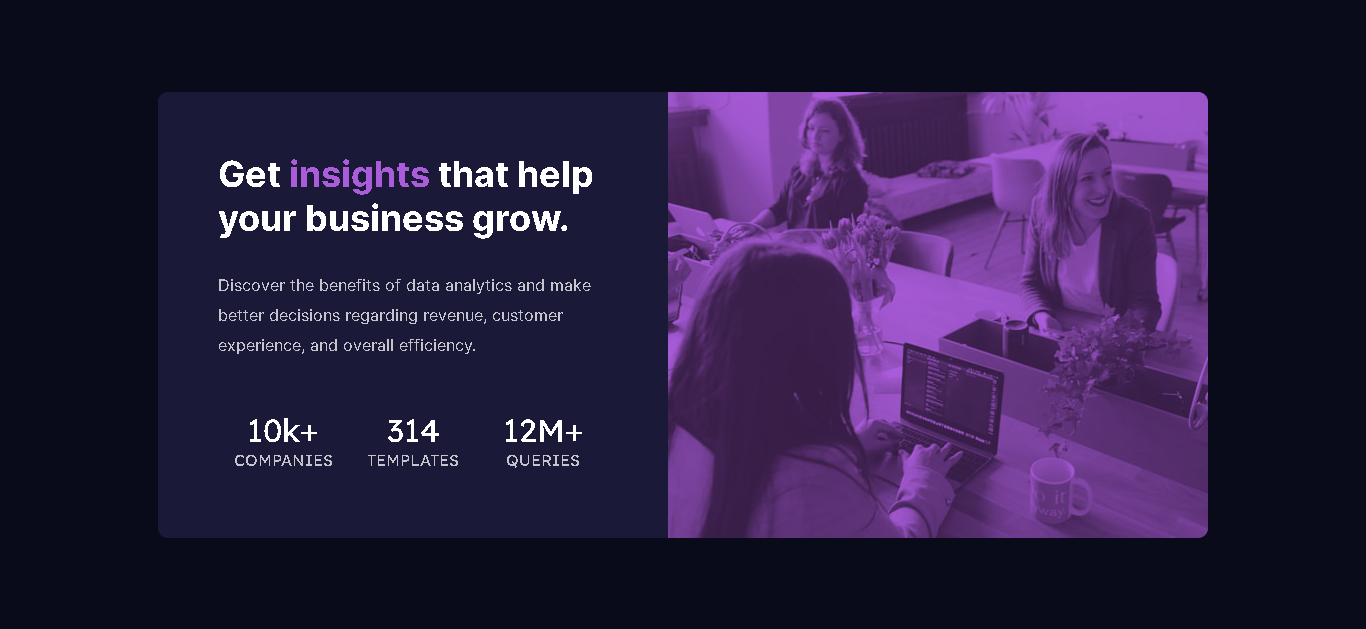 Get insights that help
your business grow.
Discover the benefits of data analytics and make
better decisions regarding revenue, customer
experience, and overall efficiency.
10k+ 314 12M+
COMPANIES TEMPLATES QUERIES